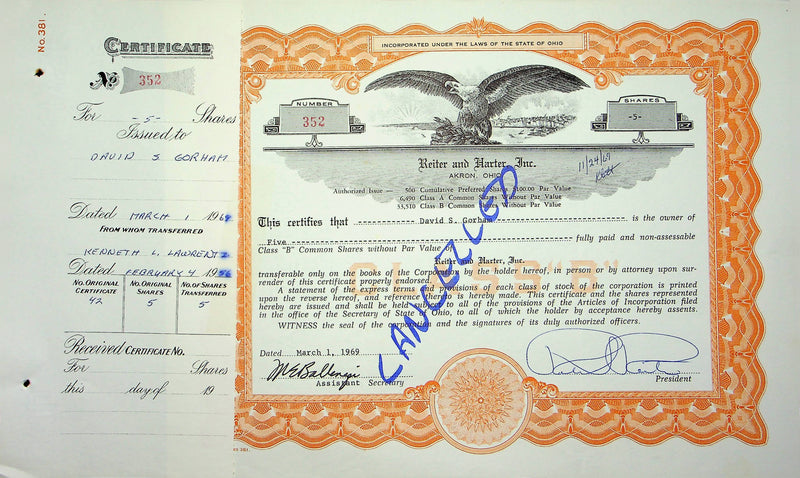 No. 381.
CERTIFICATE
No 352
For -5- Shares
Issued to
DAVID S GORHAM
Dated MARCH 1 1969
FROM WHOM TRANSFERRED
KENNETH L. LAWRENTZ
Dated FEBRUARY 4 1956
NO. ORIGINAL CERTIFICATE NO. ORIGINAL SHARES NO. OF SHARES TRANSFERRED
42 5 5
Received CERTIFICATE NO.
For Shares
this day of 19
INCORPORATED UNDER THE LAWS OF THE STATE OF OHIO
NUMBER
352
SHARES
-5-
Reiter and Harter, Inc.
AKRON, OHIO
11/24/69
Authorized Issue — 500 Cumulative Preferred Shares $100.00 Par Value
6,490 Class A Common Shares Without Par Value
33,510 Class B Common Shares Without Par Value
This certifies that David S. Gorham is the owner of
Five fully paid and non-assessable
Class "B" Common Shares without Par Value of
Reiter and Harter, Inc.
CLASS "B"
transferable only on the books of the Corporation by the holder hereof, in person or by attorney upon sur-
render of this certificate properly endorsed.
A statement of the express terms and provisions of each class of stock of the corporation is printed
upon the reverse hereof, and reference thereto is hereby made. This certificate and the shares represented
hereby are issued and shall be held subject to all of the provisions of the Articles of Incorporation filed
in the office of the Secretary of State of Ohio, to all of which the holder by acceptance hereby assents.
WITNESS the seal of the corporation and the signatures of its duly authorized officers.
CANCELLED
Dated March 1, 1969
Assistant Secretary
President
NO 381.